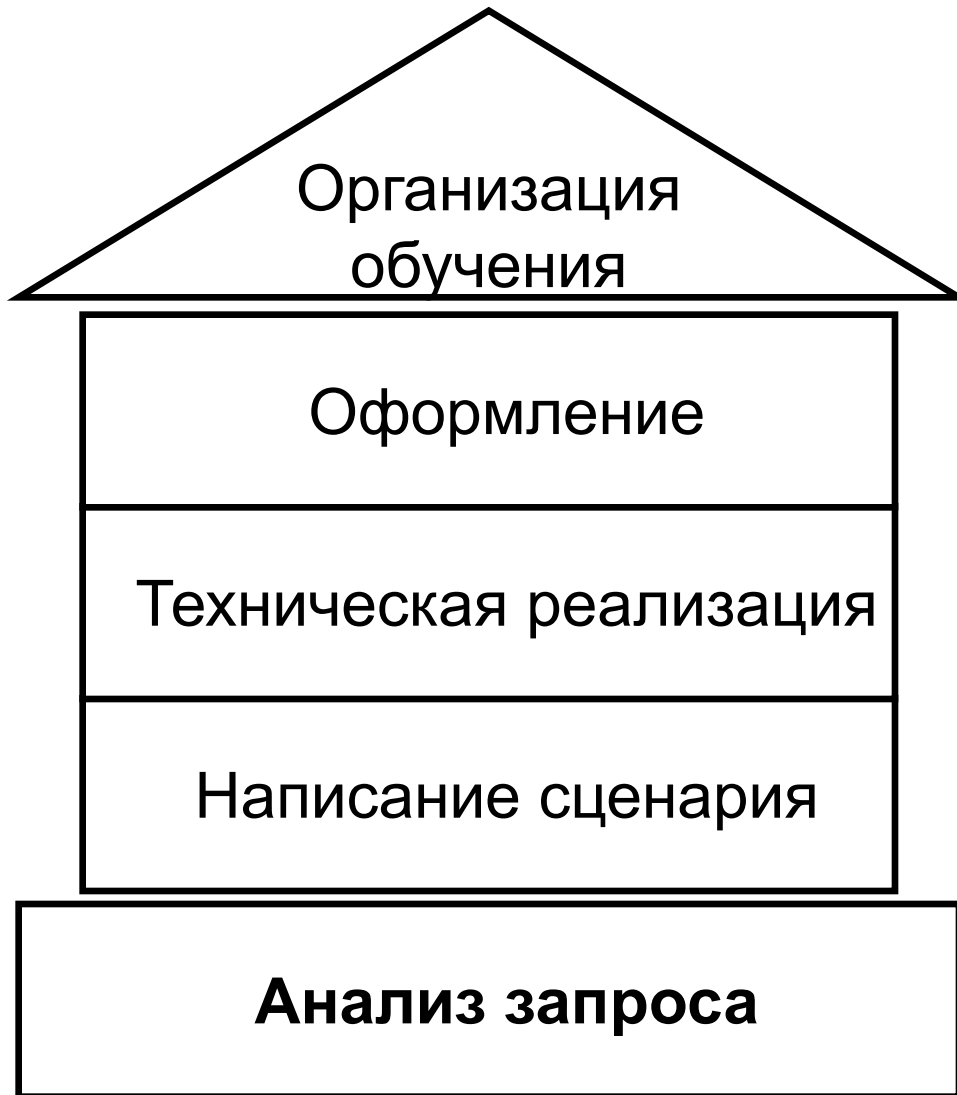 Организация
обучения
Оформление
Техническая реализация
Написание сценария
Анализ запроса